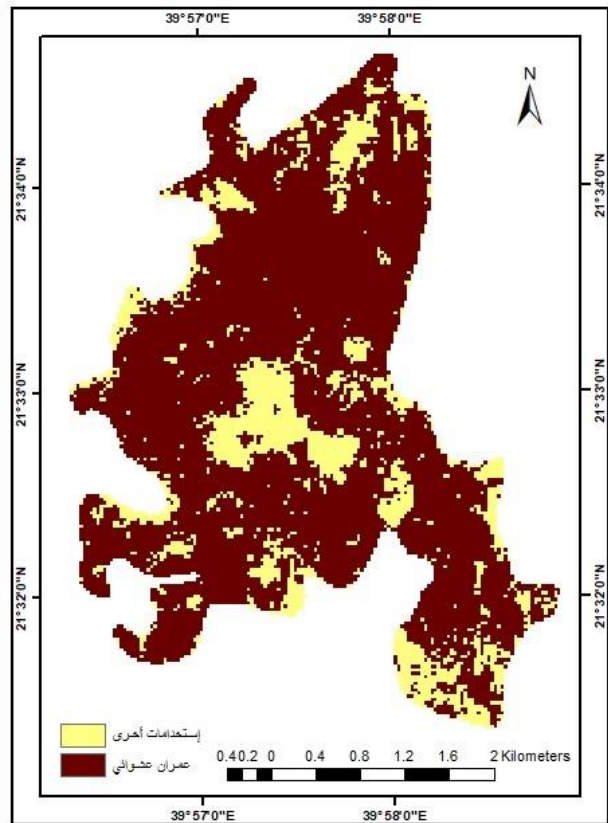 39°57'0"E 39°58'0"E
N
21°34'0"N 21°34'0"N
21°33'0"N 21°33'0"N
21°32'0"N 21°32'0"N
إستخدامات أخرى
عمران عشوائي
0.4 0.2 0 0.4 0.8 1.2 1.6 2 Kilometers
39°57'0"E 39°58'0"E